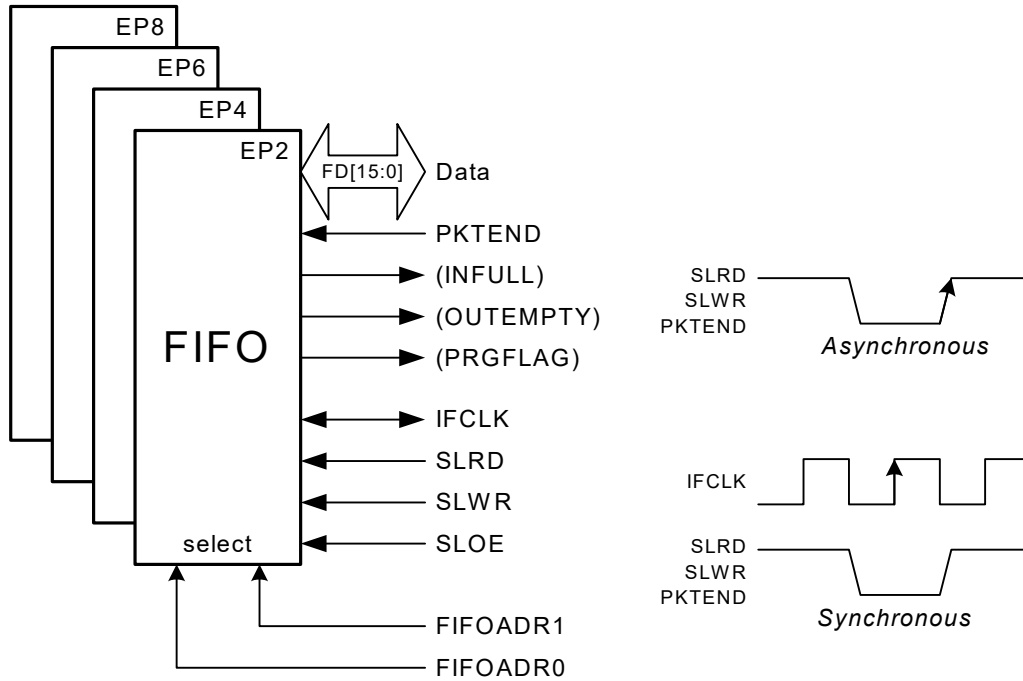 EP8
EP6
EP4
EP2
FD[15:0]
Data
PKTEND
(INFULL)
(OUTEMPTY)
(PRGFLAG)
FIFO
IFCLK
SLRD
SLWR
SLOE
select
FIFOADR1
FIFOADR0
SLRD
SLWR
PKTEND
Asynchronous
IFCLK
SLRD
SLWR
PKTEND
Synchronous